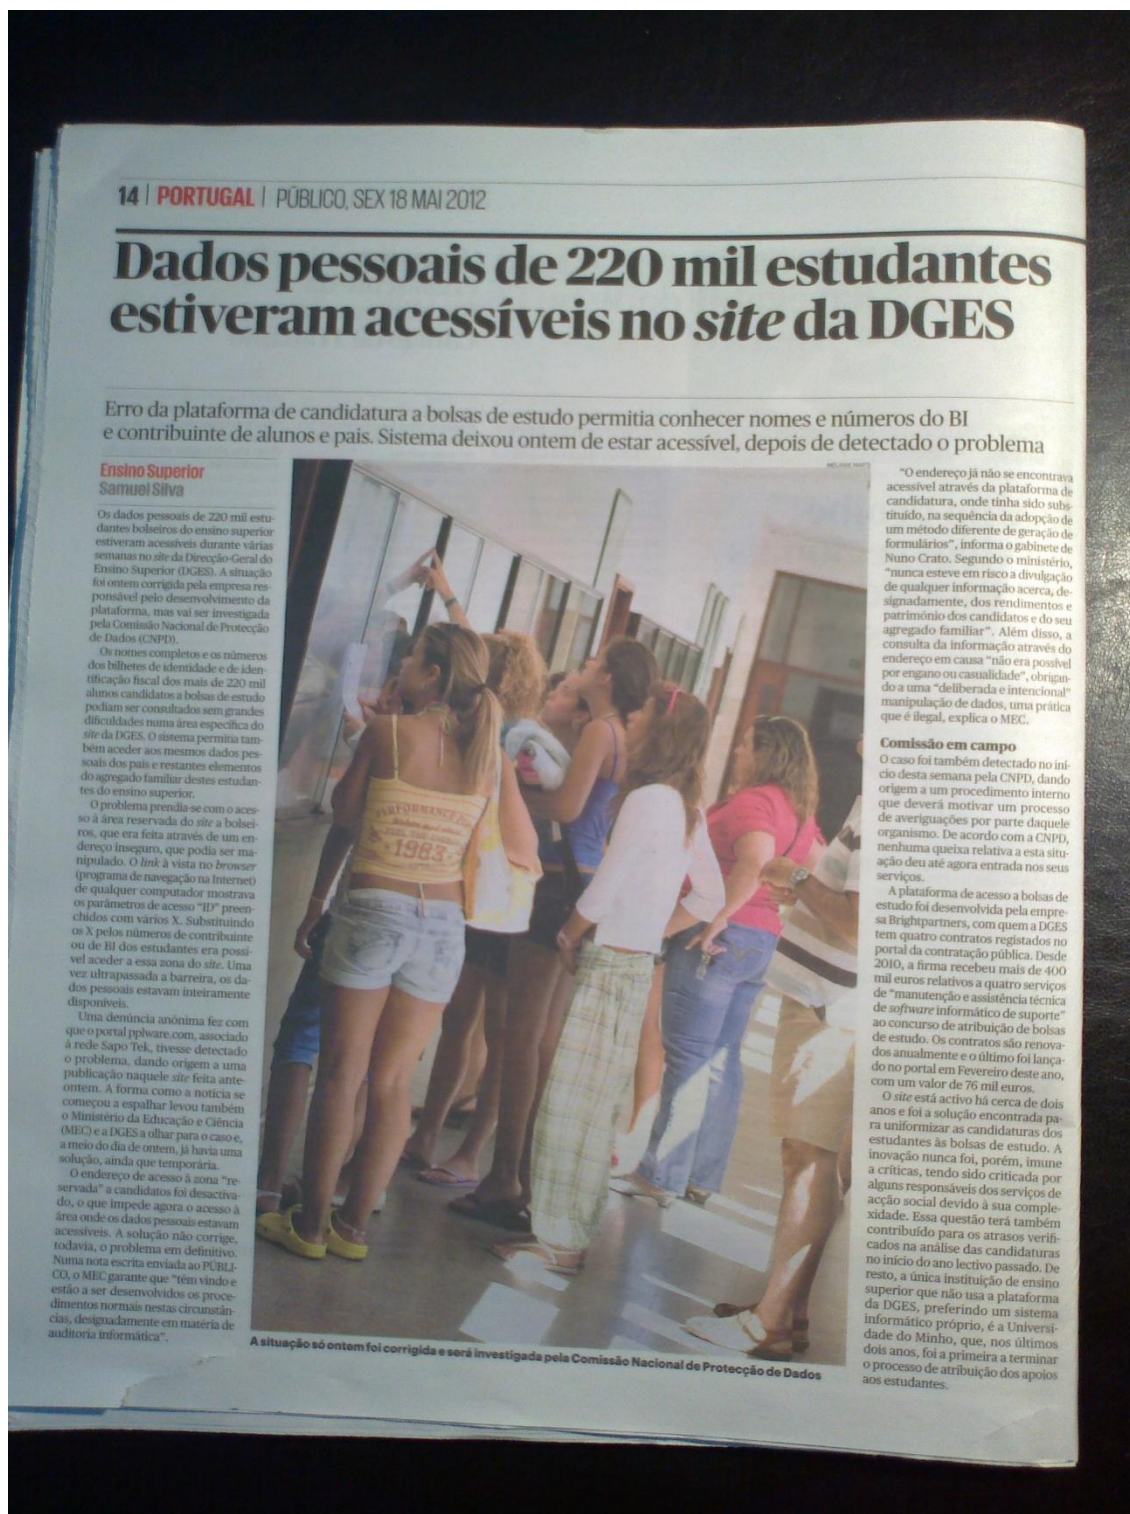 14 | PORTUGAL | PÚBLICO, SEX 18 MAI 2012
Dados pessoais de 220 mil estudantes
estiveram acessíveis no site da DGES
Erro da plataforma de candidatura a bolsas de estudo permitia conhecer nomes e números do BI
e contribuinte de alunos e pais. Sistema deixou ontem de estar acessível, depois de detectado o problema
Ensino Superior
Samuel Silva
Os dados pessoais de 220 mil estu-
dantes bolseiros do ensino superior
estiveram acessíveis durante várias
semanas no site da Direcção-Geral do
Ensino Superior (DGES). A situação
foi ontem corrigida pela empresa res-
ponsável pelo desenvolvimento da
plataforma, mas vai ser investigada
pela Comissão Nacional de Protecção
de Dados (CNPD).
Os nomes completos e os números
dos bilhetes de identidade e de iden-
tificação fiscal dos mais de 220 mil
alunos candidatos a bolsas de estudo
podiam ser consultados sem grandes
dificuldades numa área específica do
site da DGES. O sistema permitia tam-
bém aceder aos mesmos dados pes-
soais dos pais e restantes elementos
do agregado familiar destes estudan-
tes do ensino superior.
O problema prendia-se com o aces-
so à área reservada do site a bolsei-
ros, que era feita através de um en-
dereço inseguro, que podia ser ma-
nipulado. O link à vista no browser
(programa de navegação na Internet)
de qualquer computador mostrava
os parâmetros de acesso "ID" preen-
chidos com vários X. Substituindo
os X pelos números de contribuinte
ou de BI dos estudantes era possí-
vel aceder a essa zona do site. Uma
vez ultrapassada a barreira, os da-
dos pessoais estavam inteiramente
disponíveis.
Uma denúncia anónima fez com
que o portal pplware.com, associado
à rede Sapo Tek, tivesse detectado
o problema, dando origem a uma
publicação naquele site feita ante-
ontem. A forma como a notícia se
começou a espalhar levou também
o Ministério da Educação e Ciência
(MEC) e a DGES a olhar para o caso e,
a meio do dia de ontem, já havia uma
solução, ainda que temporária.
O endereço de acesso à zona "re-
servada" a candidatos foi desactiva-
do, o que impede agora o acesso à
área onde os dados pessoais estavam
acessíveis. A solução não corrige,
todavia, o problema em definitivo.
Numa nota escrita enviada ao PÚBLI-
CO, o MEC garante que "têm vindo e
estão a ser desenvolvidos os proce-
dimentos normais nestas circunstân-
cias, designadamente em matéria de
auditoria informática".
PERFORMANCE
1983
A situação só ontem foi corrigida e será investigada pela Comissão Nacional de Protecção de Dados
"O endereço já não se encontrava
acessível através da plataforma de
candidatura, onde tinha sido subs-
tituído, na sequência da adopção de
um método diferente de geração de
formulários", informa o gabinete de
Nuno Crato. Segundo o ministério,
"nunca esteve em risco a divulgação
de qualquer informação acerca, de-
signadamente, dos rendimentos e
património dos candidatos e do seu
agregado familiar". Além disso, a
consulta da informação através do
endereço em causa "não era possível
por engano ou casualidade", obrigan-
do a uma "deliberada e intencional"
manipulação de dados, uma prática
que é ilegal, explica o MEC.
Comissão em campo
O caso foi também detectado no iní-
cio desta semana pela CNPD, dando
origem a um procedimento interno
que deverá motivar um processo
de averiguações por parte daquele
organismo. De acordo com a CNPD,
nenhuma queixa relativa a esta situ-
ação deu até agora entrada nos seus
serviços.
A plataforma de acesso a bolsas de
estudo foi desenvolvida pela empre-
sa Brightpartners, com quem a DGES
tem quatro contratos registados no
portal da contratação pública. Desde
2010, a firma recebeu mais de 400
mil euros relativos a quatro serviços
de "manutenção e assistência técnica
de software informático de suporte"
ao concurso de atribuição de bolsas
de estudo. Os contratos são renova-
dos anualmente e o último foi lança-
do no portal em Fevereiro deste ano,
com um valor de 76 mil euros.
O site está activo há cerca de dois
anos e foi a solução encontrada pa-
ra uniformizar as candidaturas dos
estudantes às bolsas de estudo. A
inovação nunca foi, porém, imune
a críticas, tendo sido criticada por
alguns responsáveis dos serviços de
acção social devido à sua comple-
xidade. Essa questão terá também
contribuído para os atrasos verifi-
cados na análise das candidaturas
no início do ano lectivo passado. De
resto, a única instituição de ensino
superior que não usa a plataforma
da DGES, preferindo um sistema
informático próprio, é a Universi-
dade do Minho, que, nos últimos
dois anos, foi a primeira a terminar
o processo de atribuição dos apoios
aos estudantes.